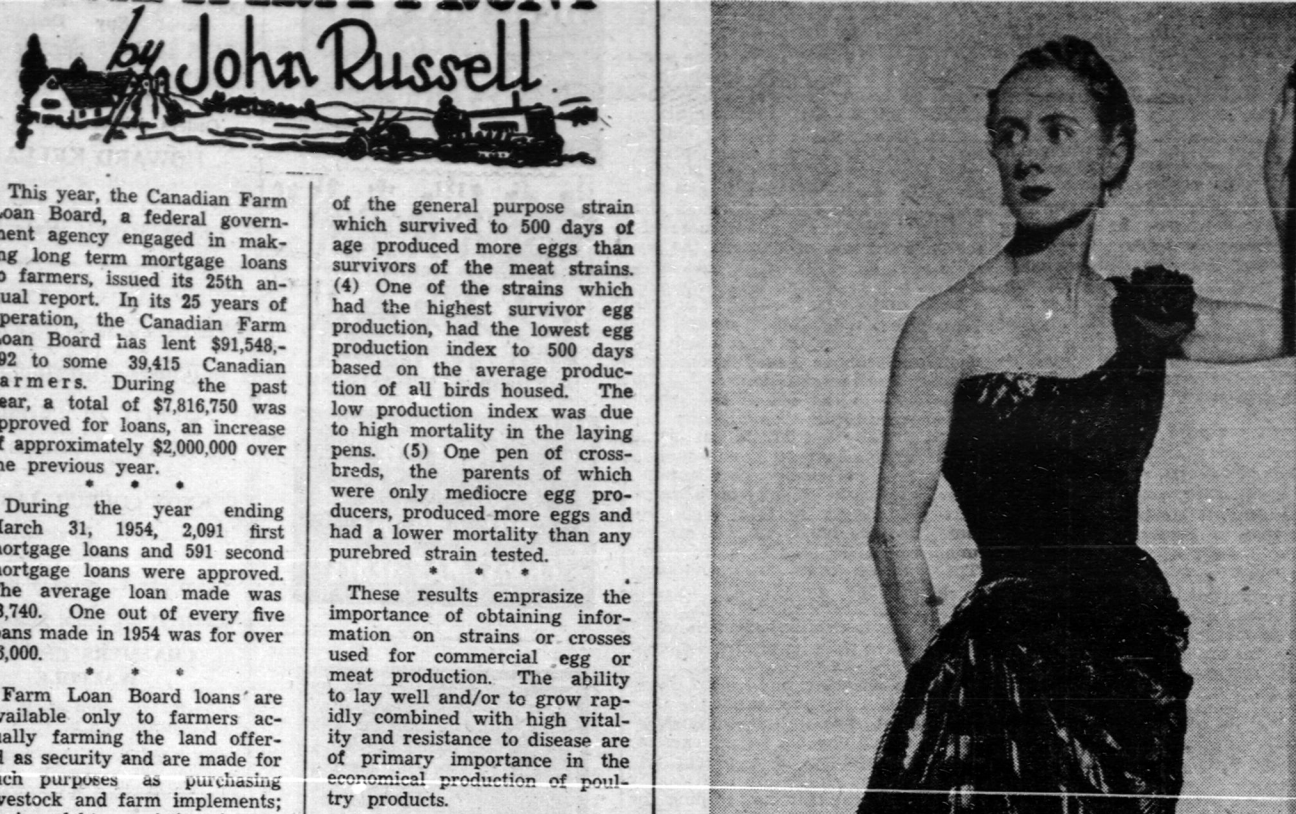 by John Russell
This year, the Canadian Farm
Loan Board, a federal govern-
ment agency engaged in mak-
ing long term mortgage loans
to farmers, issued its 25th an-
nual report. In its 25 years of
operation, the Canadian Farm
Loan Board has lent $91,548,-
92 to some 39,415 Canadian
farmers. During the past
year, a total of $7,816,750 was
approved for loans, an increase
of approximately $2,000,000 over
the previous year.
* * *
During the year ending
March 31, 1954, 2,091 first
mortgage loans and 591 second
mortgage loans were approved.
The average loan made was
3,740. One out of every five
loans made in 1954 was for over
,000.
* * *
Farm Loan Board loans are
available only to farmers ac-
tually farming the land offer-
ed as security and are made for
such purposes as purchasing
livestock and farm implements;
of the general purpose strain
which survived to 500 days of
age produced more eggs than
survivors of the meat strains.
(4) One of the strains which
had the highest survivor egg
production, had the lowest egg
production index to 500 days
based on the average produc-
tion of all birds housed. The
low production index was due
to high mortality in the laying
pens. (5) One pen of cross-
breds, the parents of which
were only mediocre egg pro-
ducers, produced more eggs and
had a lower mortality than any
purebred strain tested.
* * *
These results emprasize the
importance of obtaining infor-
mation on strains or crosses
used for commercial egg or
meat production. The ability
to lay well and/or to grow rap-
idly combined with high vital-
ity and resistance to disease are
of primary importance in the
economical production of poul-
try products.